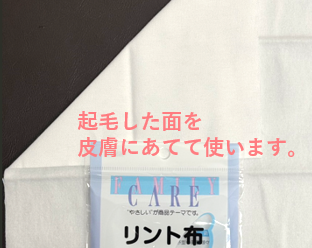 起毛した面を
皮膚にあてて使います。
FAMILY
CARE
"やさしい"が商品テーマです。
リント布